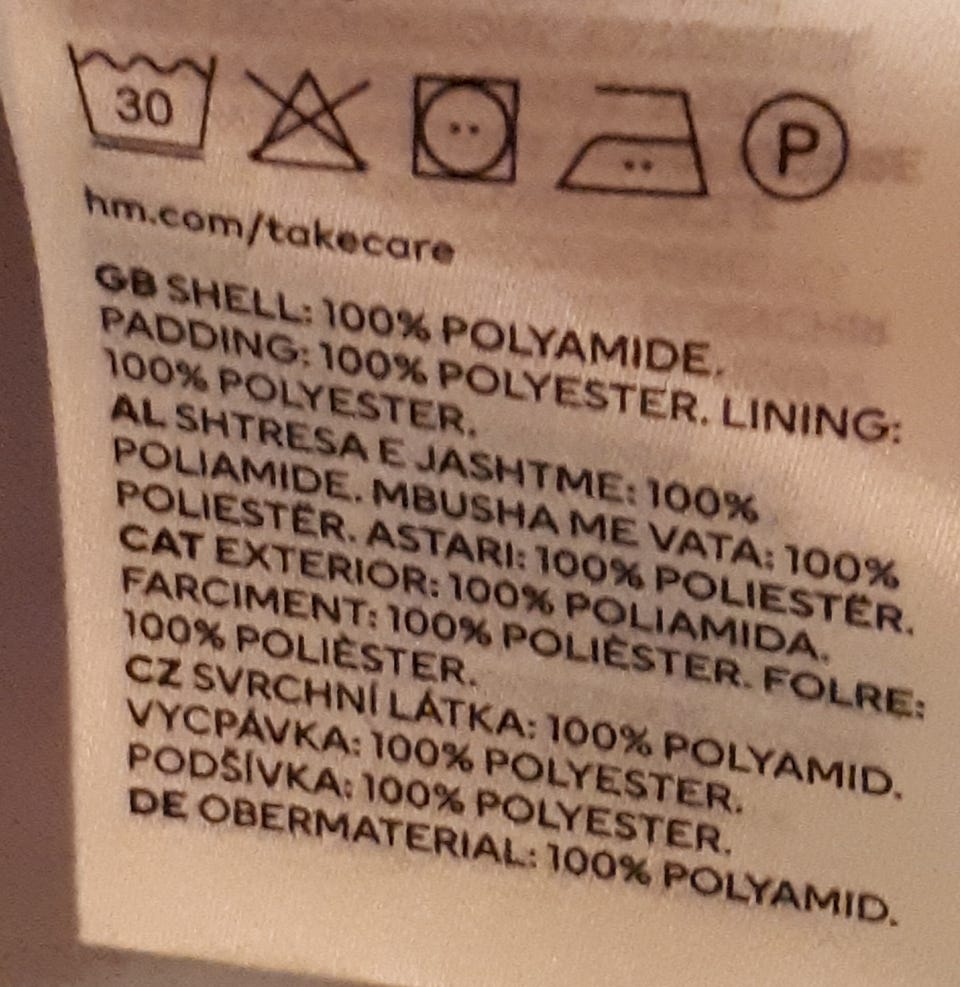 30
P
hm.com/takecare
GB SHELL: 100% POLYAMIDE.
PADDING: 100% POLYESTER. LINING:
100% POLYESTER.
AL SHTRESA E JASHTME: 100%
POLIAMIDE. MBUSHA ME VATA: 100%
POLIESTËR. ASTARI: 100% POLIESTËR.
CAT EXTERIOR: 100% POLIAMIDA.
FARCIMENT: 100% POLIÈSTER. FOLRE:
100% POLIÈSTER.
CZ SVRCHNÍ LÁTKA: 100% POLYAMID.
VYCPÁVKA: 100% POLYESTER.
PODŠÍVKA: 100% POLYESTER.
DE OBERMATERIAL: 100% POLYAMID.